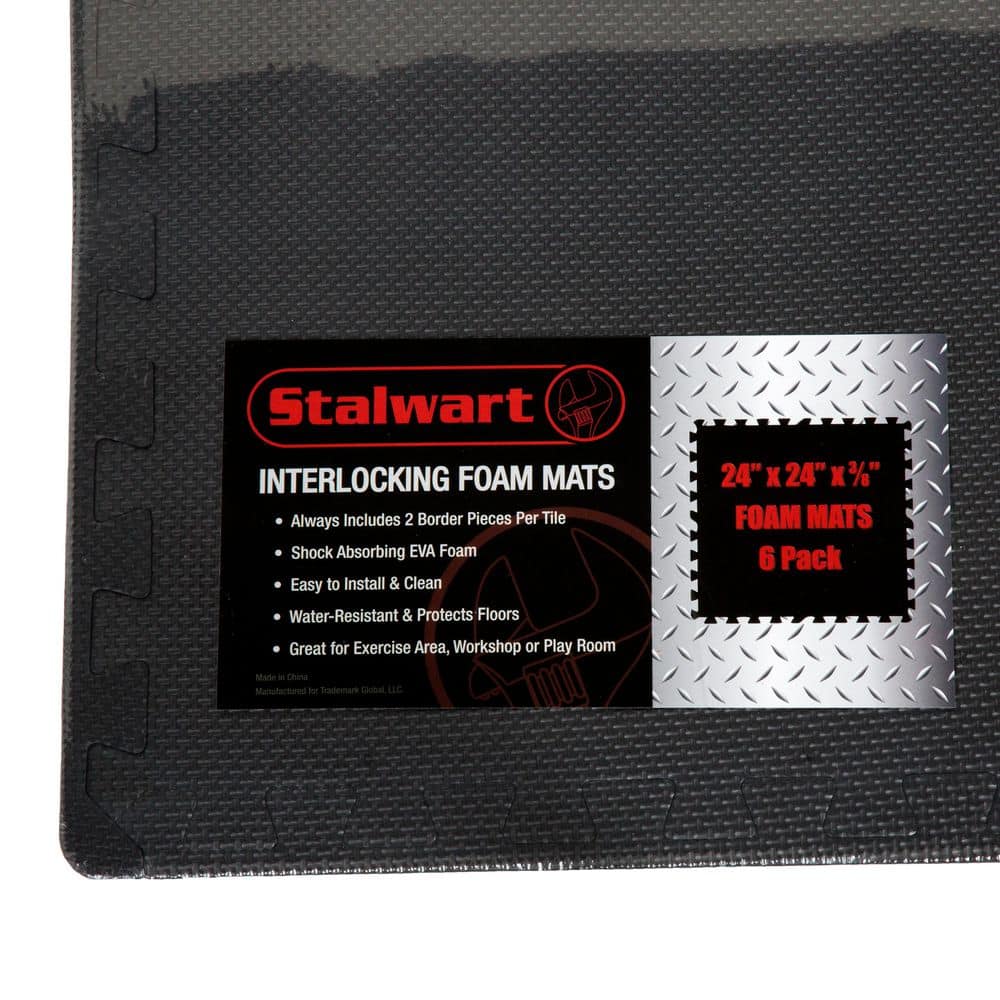 Stalwart
INTERLOCKING FOAM MATS
• Always Includes 2 Border Pieces Per Tile
• Shock Absorbing EVA Foam
• Easy to Install & Clean
• Water-Resistant & Protects Floors
• Great for Exercise Area, Workshop or Play Room
Made in China
Manufactured for Trademark Global, LLC.
24” x 24” x ⅜”
FOAM MATS
6 Pack